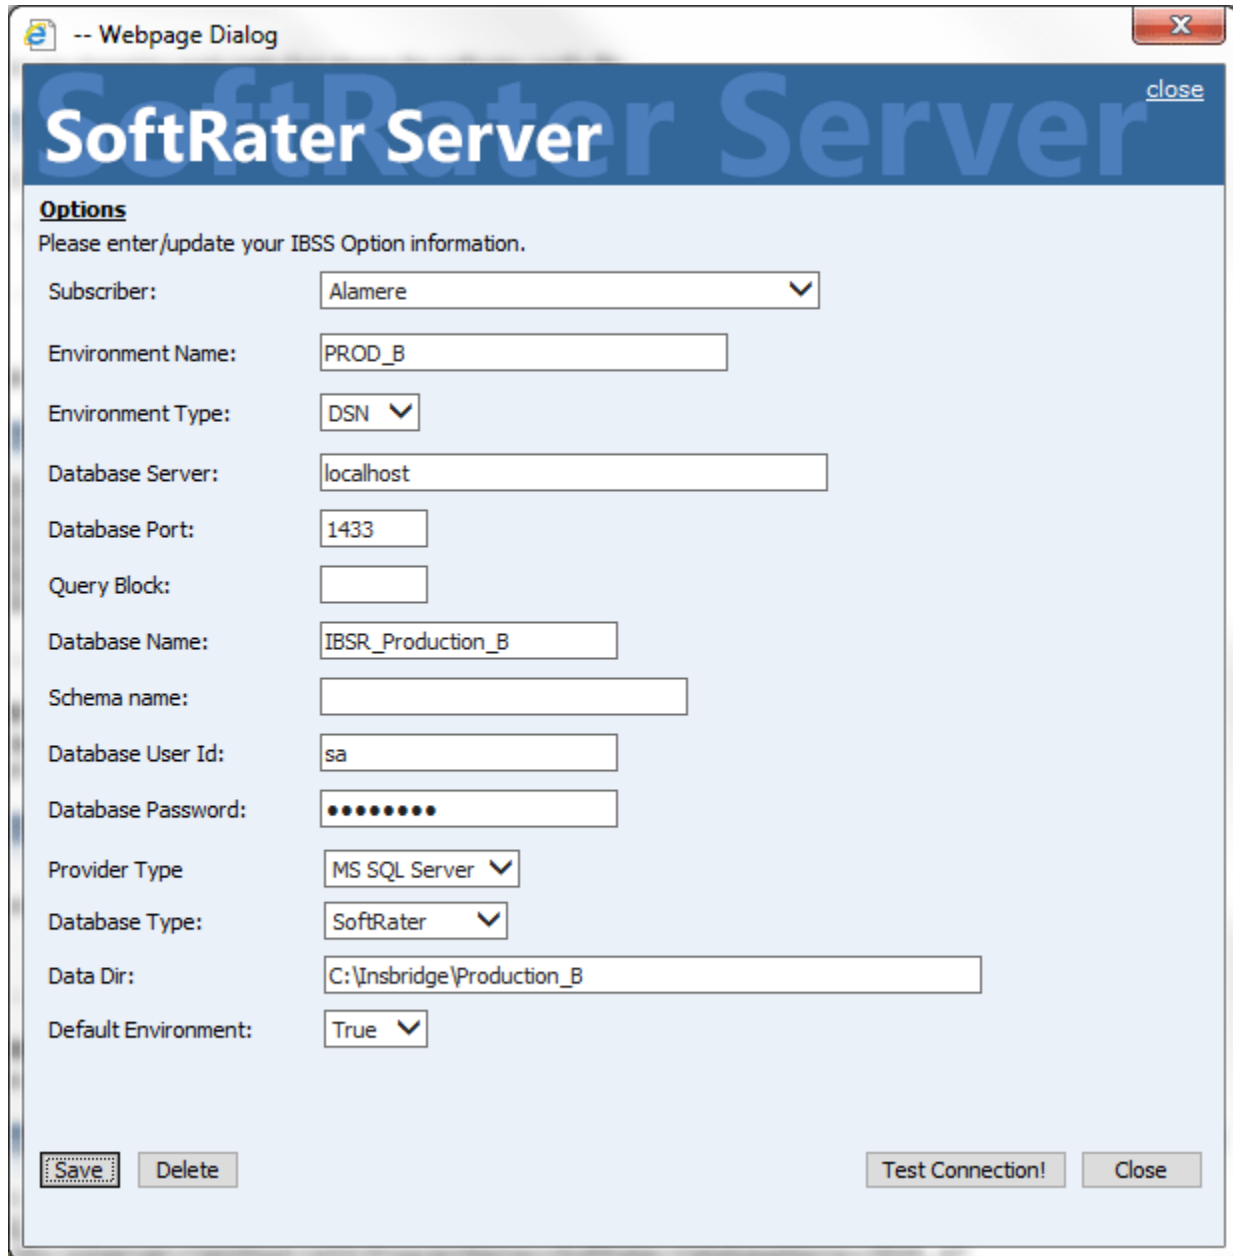 -- Webpage Dialog
close
SoftRater Server
SoftRater Server
Options
Please enter/update your IBSS Option information.
Subscriber: Alamere
Environment Name: PROD_B
Environment Type: DSN
Database Server: localhost
Database Port: 1433
Query Block:
Database Name: IBSR_Production_B
Schema name:
Database User Id: sa
Database Password: ●●●●●●●●
Provider Type MS SQL Server
Database Type: SoftRater
Data Dir: C:\Insbridge\Production_B
Default Environment: True
Save Delete Test Connection! Close